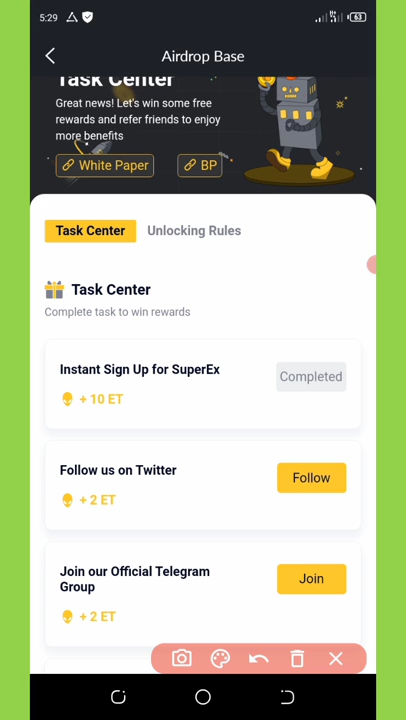 5:29
63
Airdrop Base
Task Center
Great news! Let's win some free
rewards and refer friends to enjoy
more benefits
White Paper
BP
Task Center
Unlocking Rules
Task Center
Complete task to win rewards
Instant Sign Up for SuperEx
Completed
+ 10 ET
Follow us on Twitter
Follow
+ 2 ET
Join our Official Telegram
Group
Join
+ 2 ET